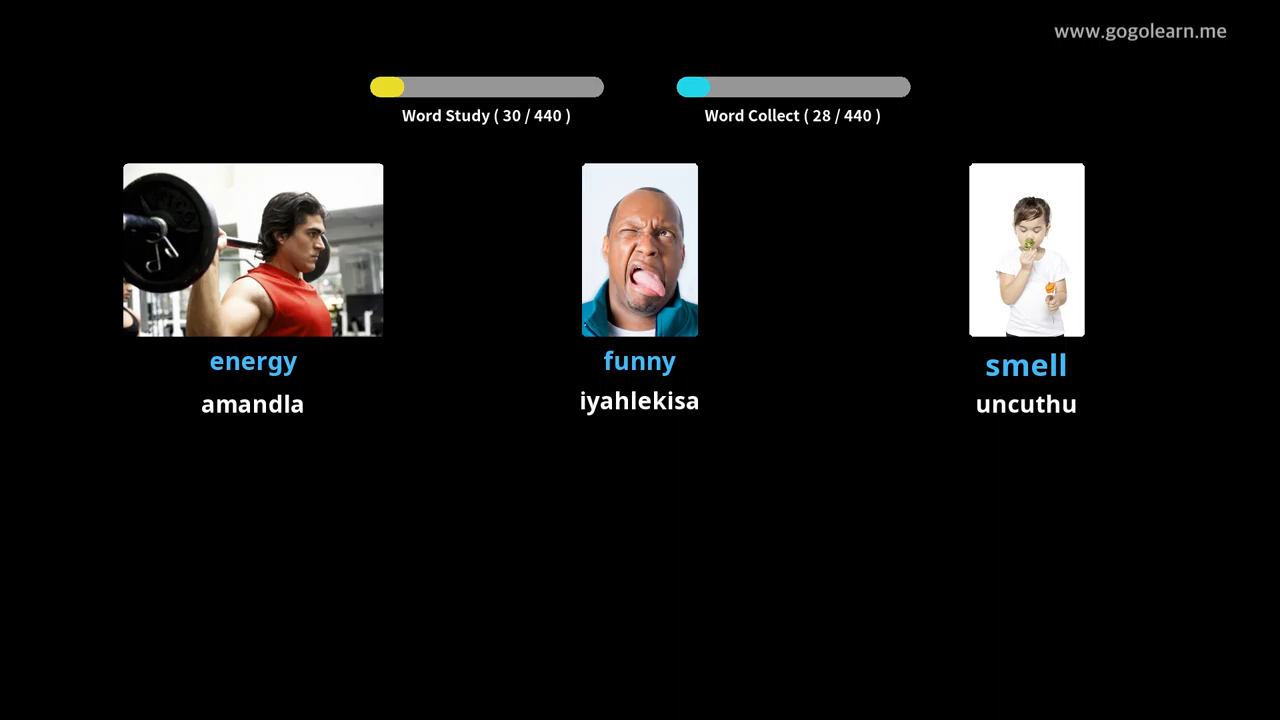 www.gogolearn.me
Word Study ( 30 / 440 )
Word Collect ( 28 / 440 )
energy
funny
smell
amandla
iyahlekisa
uncuthu